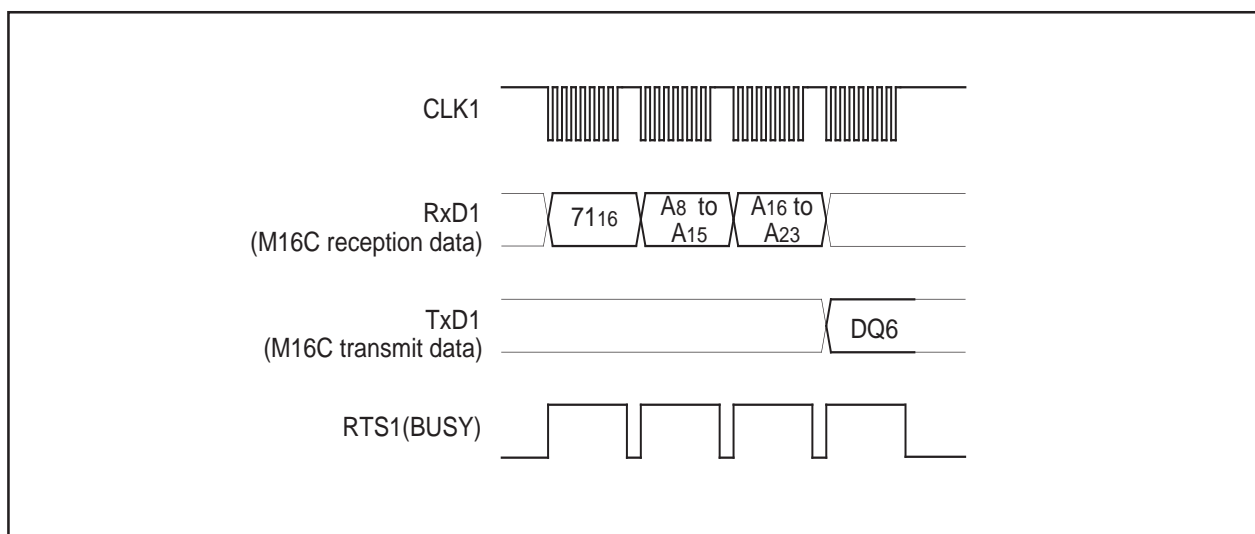 CLK1
RxD1
(M16C reception data)
7116
A8 to
A15
A16 to
A23
TxD1
(M16C transmit data)
DQ6
RTS1(BUSY)